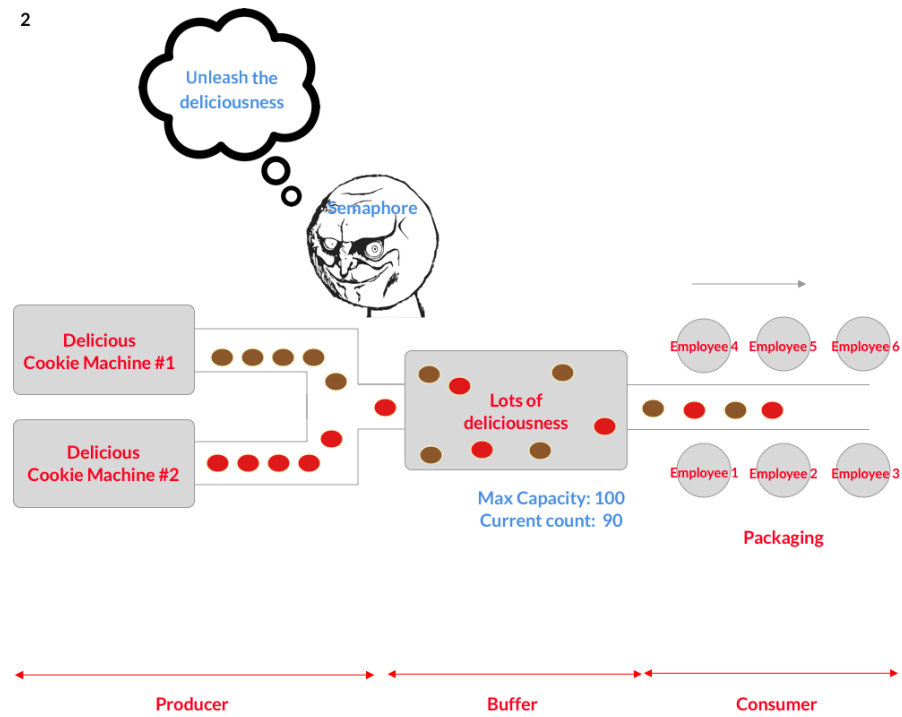 2
Unleash the
deliciousness
Semaphore
Delicious
Cookie Machine #1
Employee 4
Employee 5
Employee 6
Lots of
deliciousness
Delicious
Cookie Machine #2
Employee 1
Employee 2
Employee 3
Max Capacity: 100
Current count: 90
Packaging
Producer
Buffer
Consumer